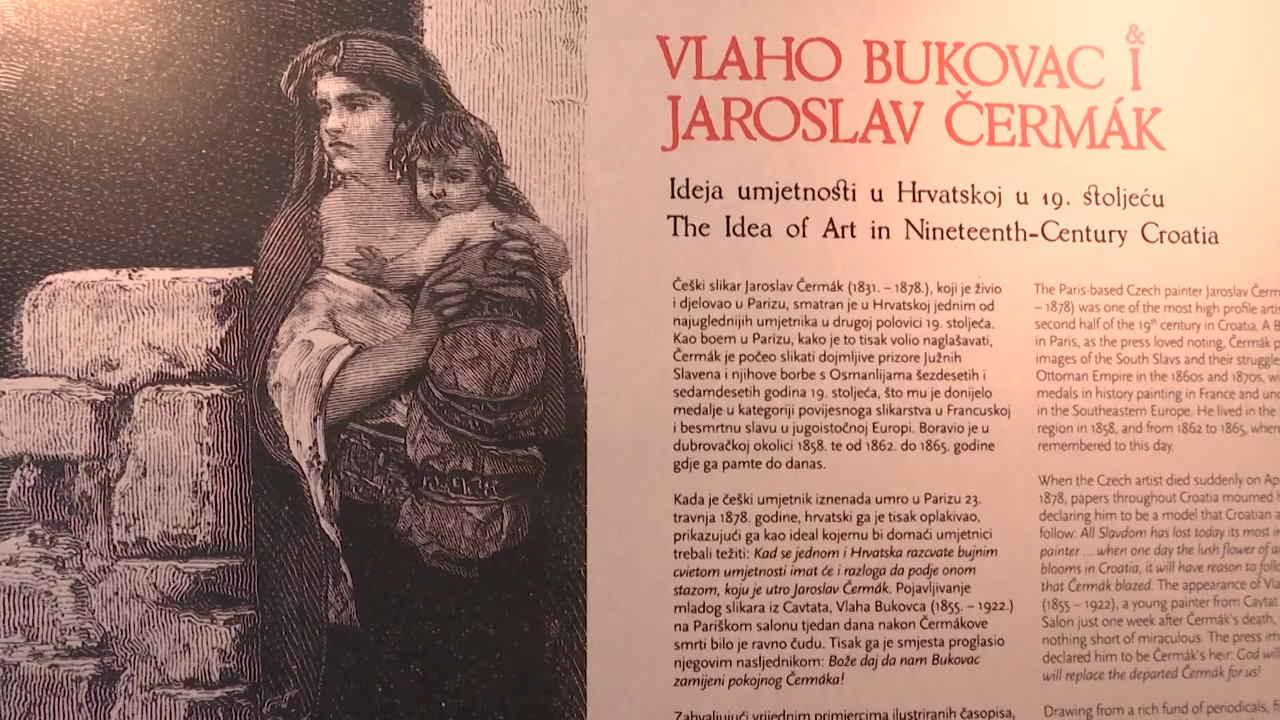 VLAHO BUKOVAC & I
JAROSLAV ČERMÁK
Ideja umjetnosti u Hrvatskoj u 19. stoljeću
The Idea of Art in Nineteenth-Century Croatia
Češki slikar Jaroslav Čermák (1831. – 1878.), koji je živio
i djelovao u Parizu, smatran je u Hrvatskoj jednim od
najuglednijih umjetnika u drugoj polovici 19. stoljeća.
Kao boem u Parizu, kako je to tisak volio naglašavati,
Čermák je počeo slikati dojmljive prizore Južnih
Slavena i njihove borbe s Osmanlijama šezdesetih i
sedamdesetih godina 19. stoljeća, što mu je donijelo
medalje u kategoriji povijesnoga slikarstva u Francuskoj
i besmrtnu slavu u jugoistočnoj Europi. Boravio je u
dubrovačkoj okolici 1858. te od 1862. do 1865. godine
gdje ga pamte do danas.
Kada je češki umjetnik iznenada umro u Parizu 23.
travnja 1878. godine, hrvatski ga je tisak oplakivao,
prikazujući ga kao ideal kojemu bi domaći umjetnici
trebali težiti: Kad se jednom i Hrvatska razcvate bujnim
cvietom umjetnosti imat će i razloga da podje onom
stazom, koju je utro Jaroslav Čermák. Pojavljivanje
mladog slikara iz Cavtata, Vlaha Bukovca (1855. – 1922.)
na Pariškom salonu tjedan dana nakon Čermákove
smrti bilo je ravno čudu. Tisak ga je smjesta proglasio
njegovim nasljednikom: Bože daj da nam Bukovac
zamijeni pokojnog Čermáka!
Zahvaljujući vrijednim primjercima ilustriranih časopisa,
The Paris-based Czech painter Jaroslav Čerm
– 1878) was one of the most high profile arti
second half of the 19th century in Croatia. A B
in Paris, as the press loved noting, Čermák p
images of the South Slavs and their struggle
Ottoman Empire in the 1860s and 1870s, wi
medals in history painting in France and und
in the Southeastern Europe. He lived in the
region in 1858, and from 1862 to 1865, wher
remembered to this day.
When the Czech artist died suddenly on Ap
1878, papers throughout Croatia mourned
declaring him to be a model that Croatian a
follow: All Slavdom has lost today its most i
painter ... when one day the lush flower of a
blooms in Croatia, it will have reason to follo
that Čermák blazed. The appearance of Vla
(1855 – 1922), a young painter from Cavtat
Salon just one week after Čermák's death,
nothing short of miraculous. The press im
declared him to be Čermák's heir: God will
will replace the departed Čermák for us!
Drawing from a rich fund of periodicals,